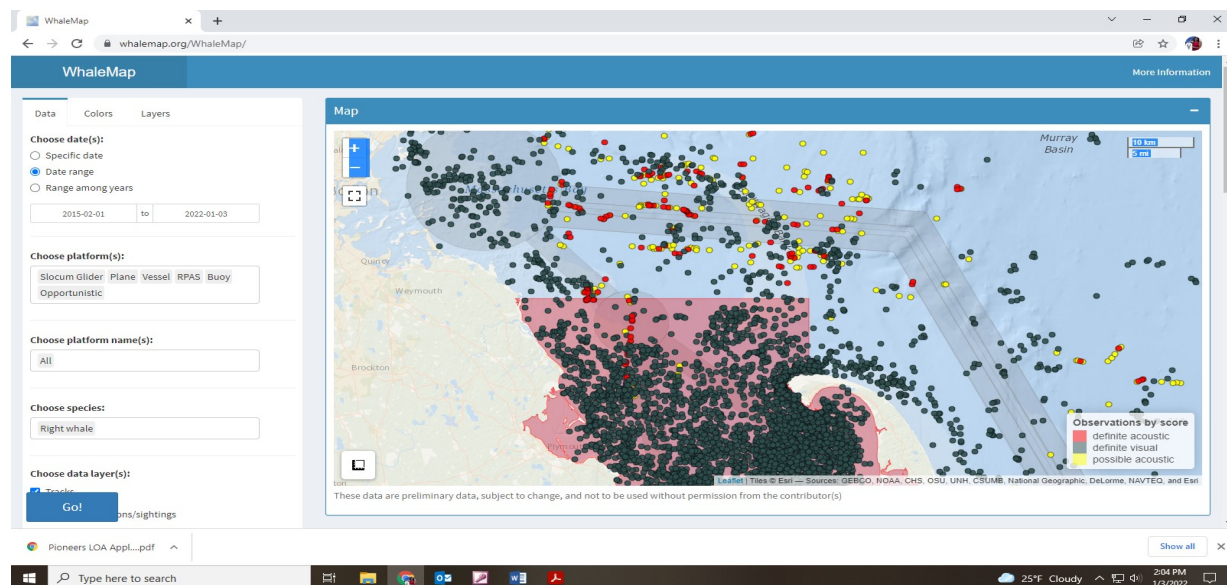 WhaleMap
whalemap.org/WhaleMap/
WhaleMap
More Information
Data Colors Layers
Choose date(s):
Specific date
Date range
Range among years
2015-02-01 to 2022-01-03
Choose platform(s):
Slocum Glider Plane Vessel RPAS Buoy
Opportunistic
Choose platform name(s):
All
Choose species:
Right whale
Choose data layer(s):
Tracks
Go!
ons/sightings
Map
+
−
Murray
Basin
10 km
5 mi
Quincy
Weymouth
Brockton
Observations by score
definite acoustic
definite visual
possible acoustic
Leaflet | Tiles © Esri — Sources: GEBCO, NOAA, CHS, OSU, UNH, CSUMB, National Geographic, DeLorme, NAVTEQ, and Esri
These data are preliminary data, subject to change, and not to be used without permission from the contributor(s)
Pioneers LOA Appl....pdf
Show all
Type here to search
25°F Cloudy
2:04 PM
1/3/2022